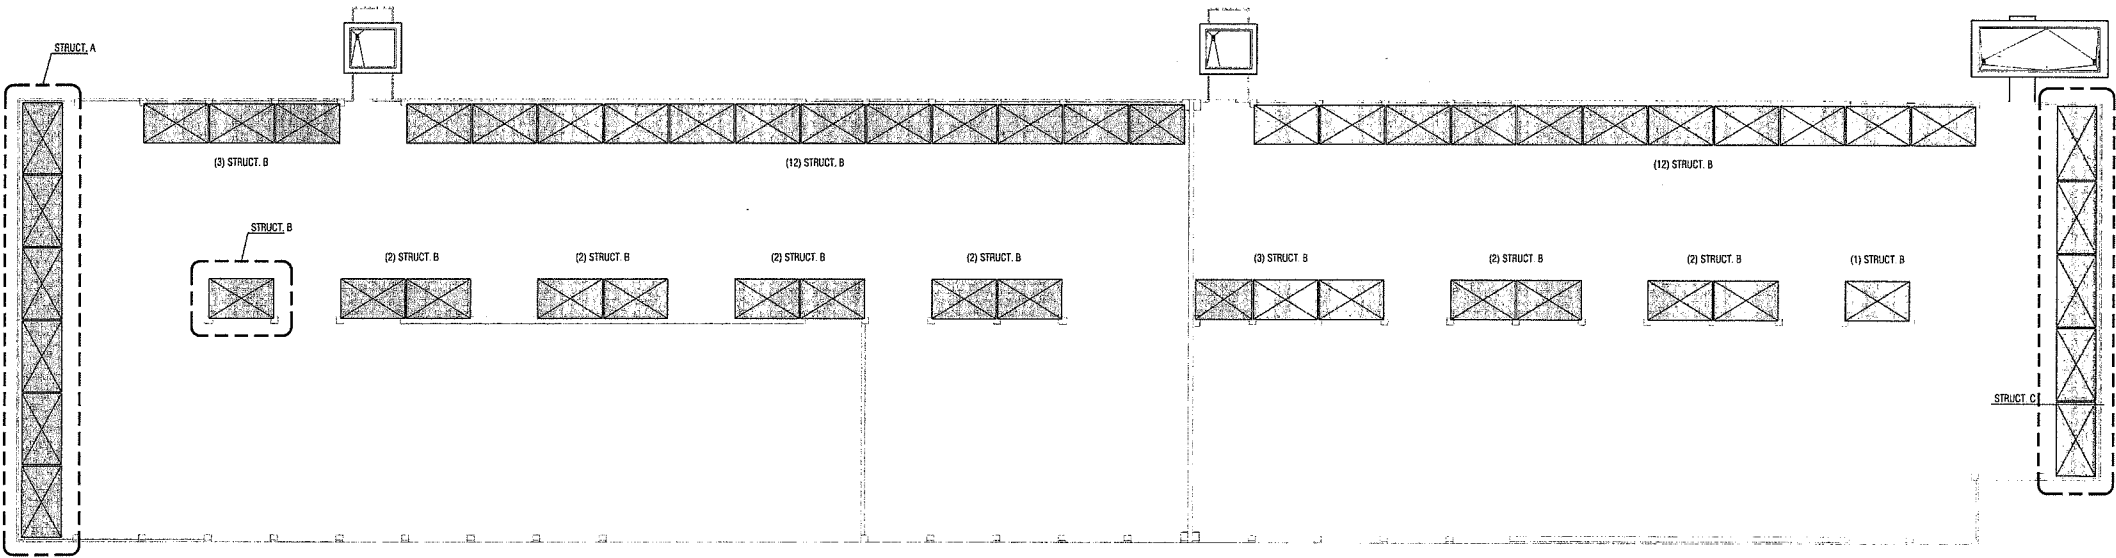 STRUCT. A
(3) STRUCT. B
(12) STRUCT. B
(12) STRUCT. B
STRUCT. B
(2) STRUCT. B
(2) STRUCT. B
(2) STRUCT. B
(2) STRUCT. B
(3) STRUCT. B
(2) STRUCT. B
(2) STRUCT. B
(1) STRUCT. B
STRUCT. C